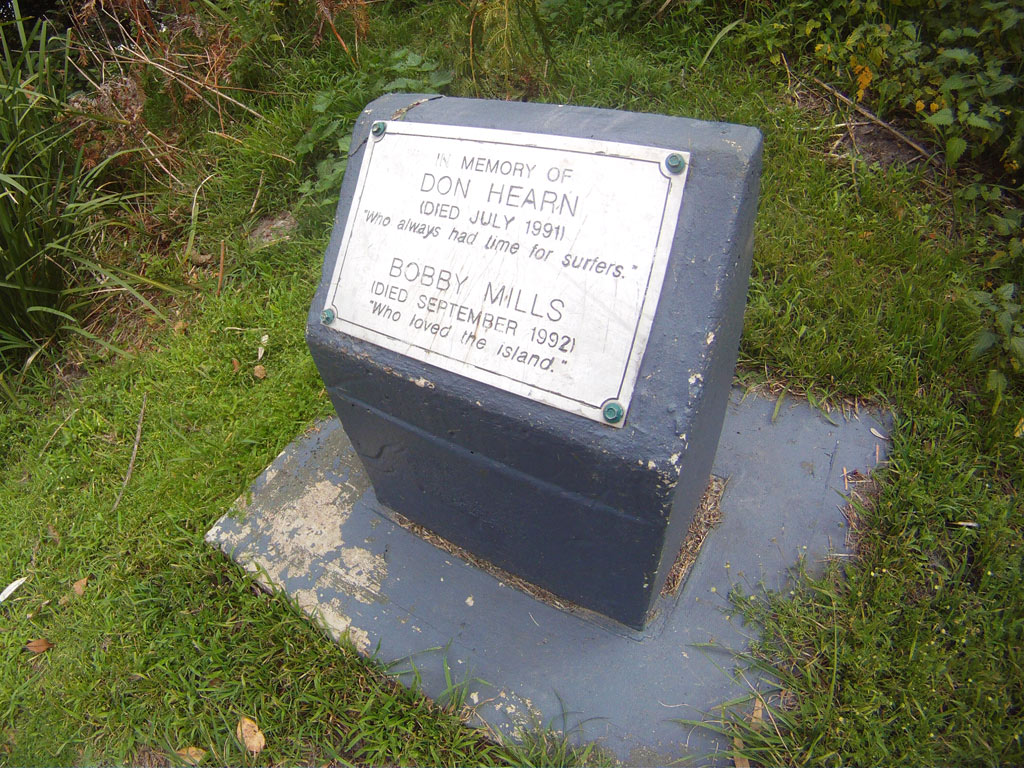 IN MEMORY OF
DON HEARN
(DIED JULY 1991)
"Who always had time for surfers."
BOBBY MILLS
(DIED SEPTEMBER 1992)
"Who loved the island."